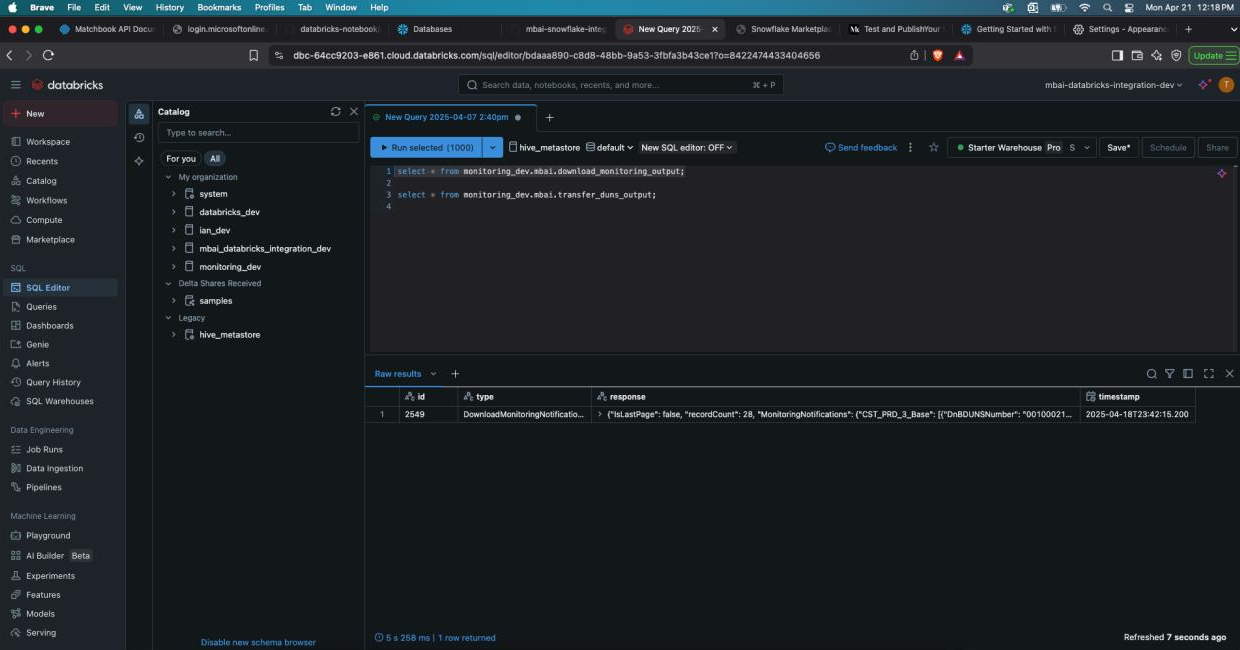 Brave File Edit View History Bookmarks Profiles Tab Window Help Mon Apr 21 12:18 PM
Matchbook API Docu login.microsoftonline. databricks-notebook Databases mbai-snowflake-integ New Query 2025 Snowflake Marketplac Test and PublishYour Getting Started with Settings - Appearanc
dbc-64cc9203-e861.cloud.databricks.com/sql/editor/bdaaa890-c8d8-48bb-9a53-3fbfa3b43ce1?o=8422474433404656 Update
databricks Search data, notebooks, recents, and more... ⌘ + P mbai-databricks-integration-dev T
New
Workspace
Recents
Catalog
Workflows
Compute
Marketplace
SQL
SQL Editor
Queries
Dashboards
Genie
Alerts
Query History
SQL Warehouses
Data Engineering
Job Runs
Data Ingestion
Pipelines
Machine Learning
Playground
AI Builder Beta
Experiments
Features
Models
Serving
Catalog
Type to search...
For you All
My organization
system
databricks_dev
ian_dev
mbai_databricks_integration_dev
monitoring_dev
Delta Shares Received
samples
Legacy
hive_metastore
Disable new schema browser
New Query 2025-04-07 2:40pm
Run selected (1000) hive_metastore default New SQL editor: OFF Send feedback Starter Warehouse Pro S Save* Schedule Share
1 select * from monitoring_dev.mbai.download_monitoring_output;
2
3 select * from monitoring_dev.mbai.transfer_duns_output;
4
Raw results
id type response timestamp
1 2549 DownloadMonitoringNotificatio... {"IsLastPage": false, "recordCount": 28, "MonitoringNotifications": {"CST_PRD_3_Base": [{"DnBDUNSNumber": "00100021... 2025-04-18T23:42:15.200
5 s 258 ms | 1 row returned Refreshed 7 seconds ago